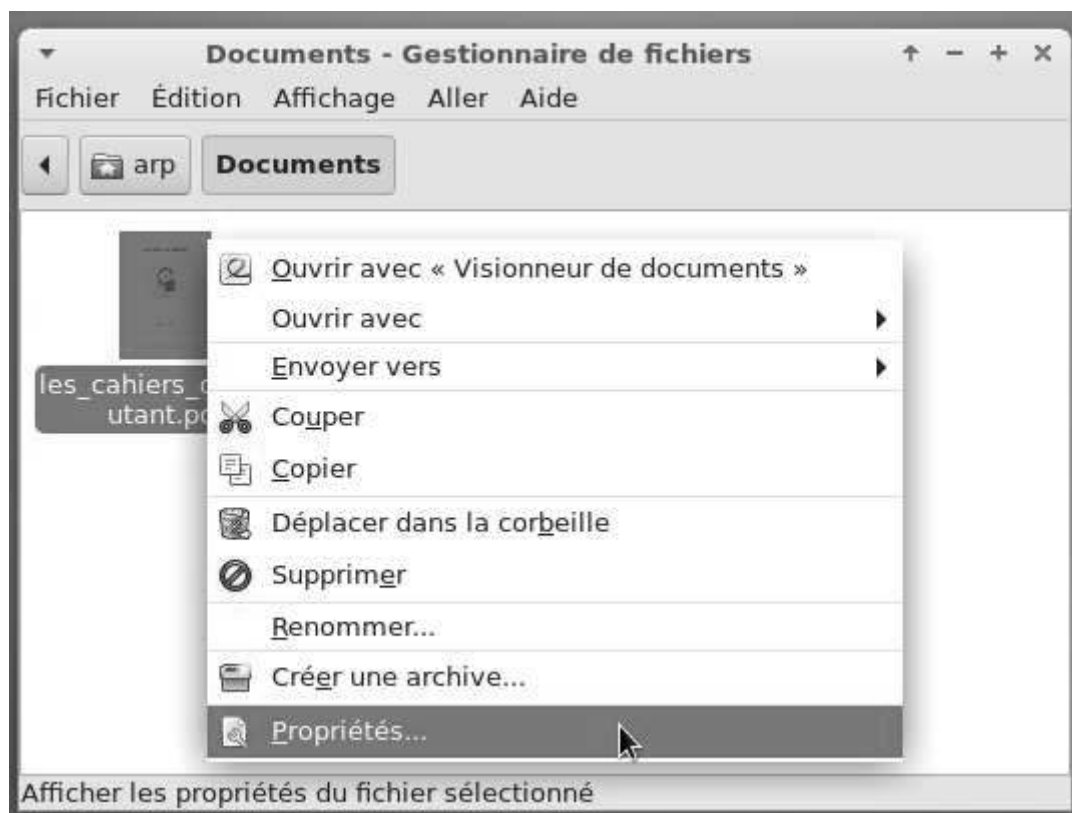 Documents - Gestionnaire de fichiers
Fichier Édition Affichage Aller Aide
arp Documents
les_cahiers_
utant.
Ouvrir avec « Visionneur de documents »
Ouvrir avec
Envoyer vers
Couper
Copier
Déplacer dans la corbeille
Supprimer
Renommer...
Créer une archive...
Propriétés...
Afficher les propriétés du fichier sélectionné